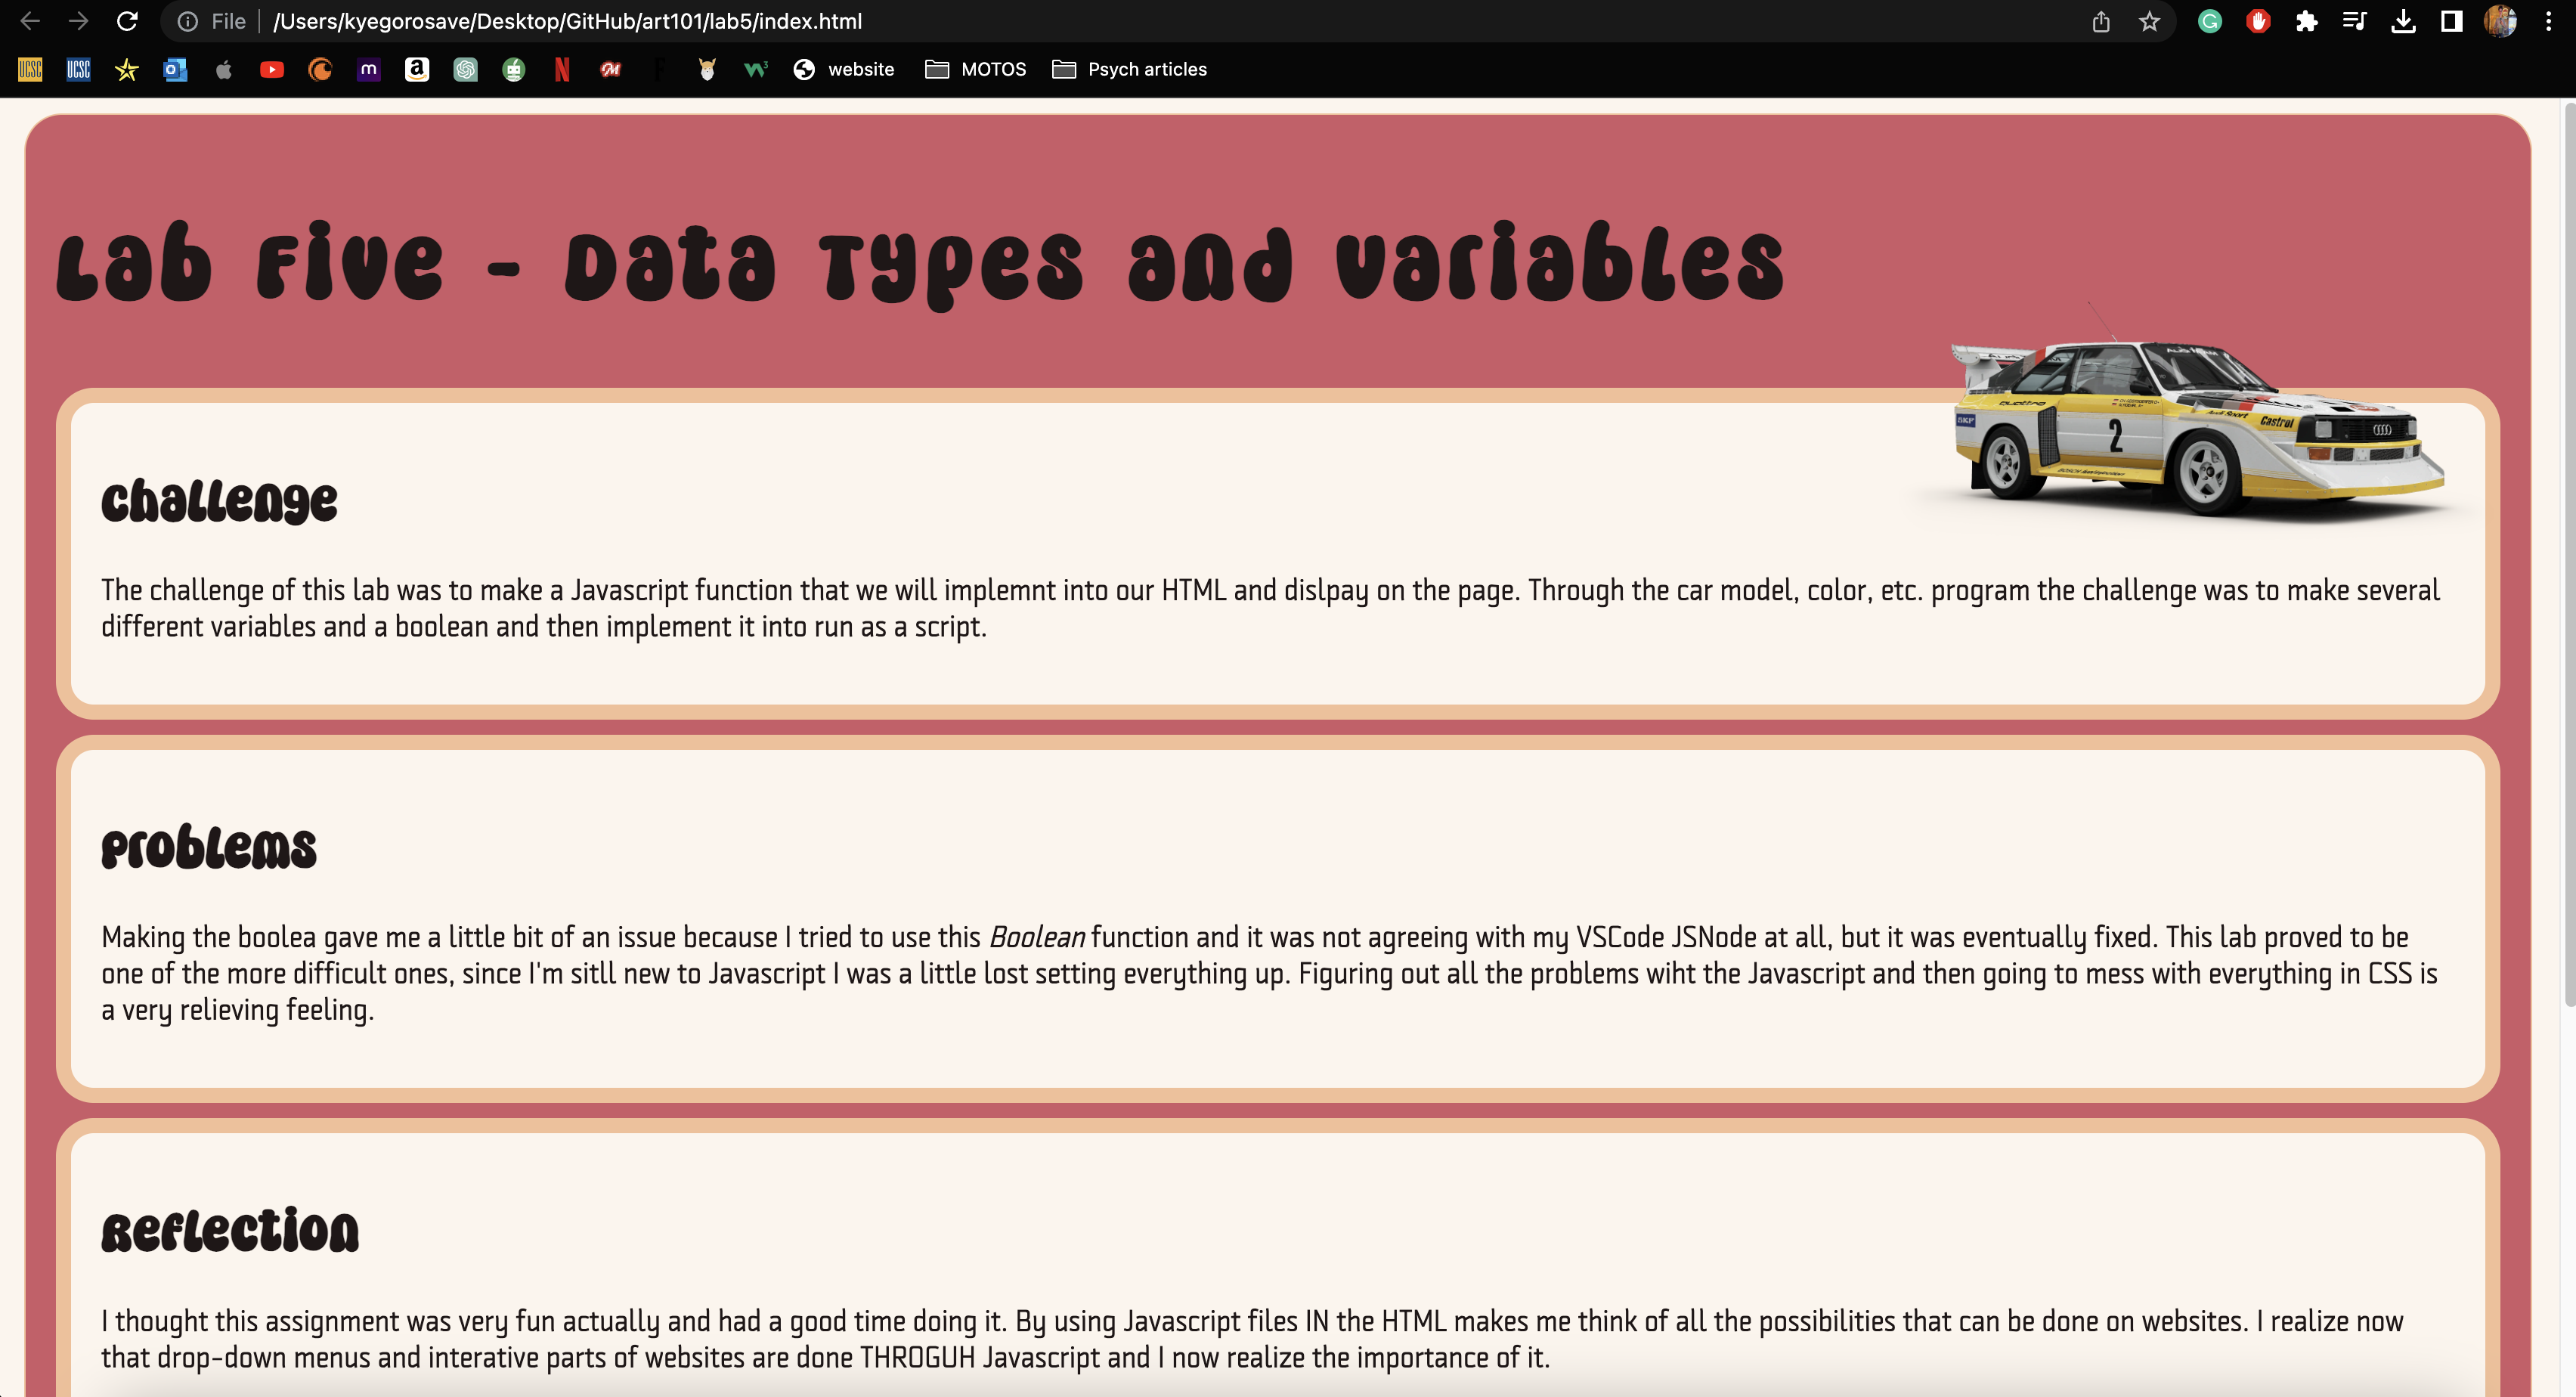 File /Users/kyegorosave/Desktop/GitHub/art101/lab5/index.html
UCSC UCSC website MOTOS Psych articles
Lab Five - Data Types and Variables
Audi Sport Castrol
SKF 2
Challenge
The challenge of this lab was to make a Javascript function that we will implemnt into our HTML and dislpay on the page. Through the car model, color, etc. program the challenge was to make several
different variables and a boolean and then implement it into run as a script.
Problems
Making the boolea gave me a little bit of an issue because I tried to use this Boolean function and it was not agreeing with my VSCode JSNode at all, but it was eventually fixed. This lab proved to be
one of the more difficult ones, since I'm sitll new to Javascript I was a little lost setting everything up. Figuring out all the problems wiht the Javascript and then going to mess with everything in CSS is
a very relieving feeling.
Reflection
I thought this assignment was very fun actually and had a good time doing it. By using Javascript files IN the HTML makes me think of all the possibilities that can be done on websites. I realize now
that drop-down menus and interative parts of websites are done THROGUH Javascript and I now realize the importance of it.